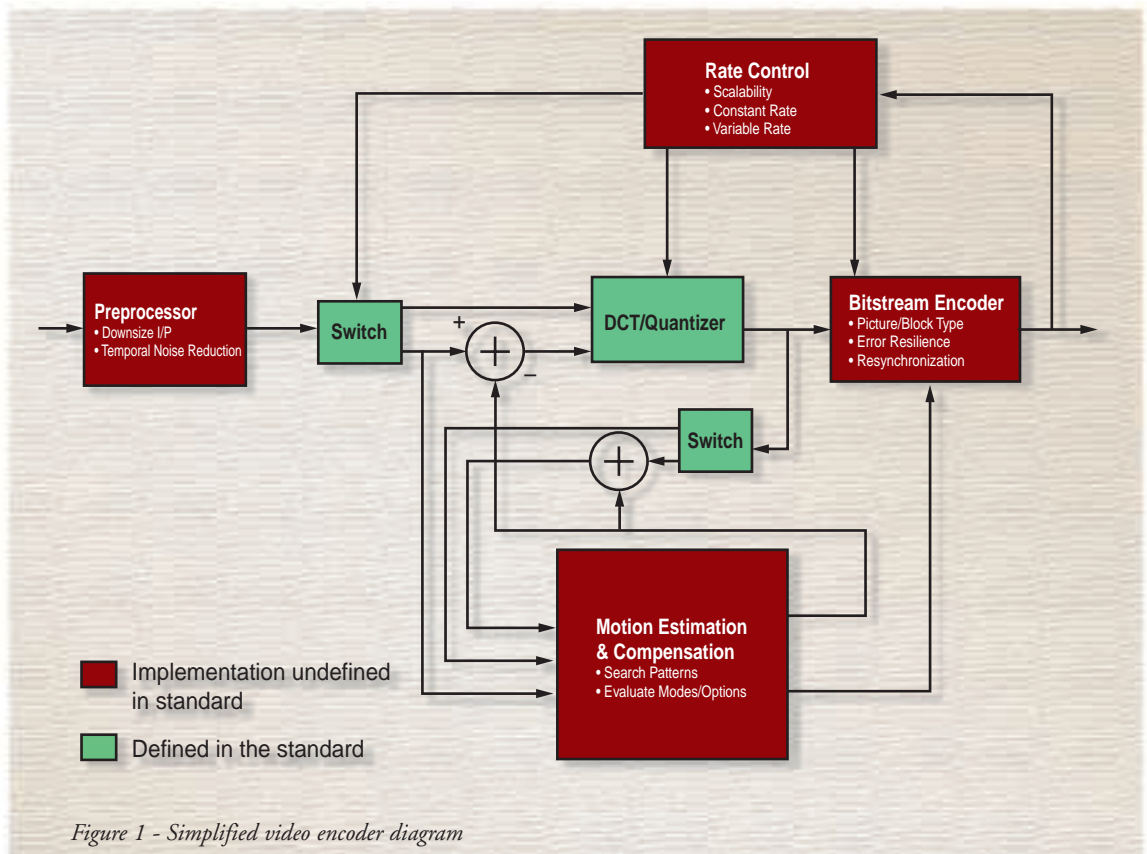 Rate Control
• Scalability
• Constant Rate
• Variable Rate
Preprocessor
• Downsize I/P
• Temporal Noise Reduction
Switch
+
+
−
DCT/Quantizer
Bitstream Encoder
• Picture/Block Type
• Error Resilience
• Resynchronization
Switch
+
Motion Estimation
& Compensation
• Search Patterns
• Evaluate Modes/Options
Implementation undefined
in standard
Defined in the standard
Figure 1 - Simplified video encoder diagram